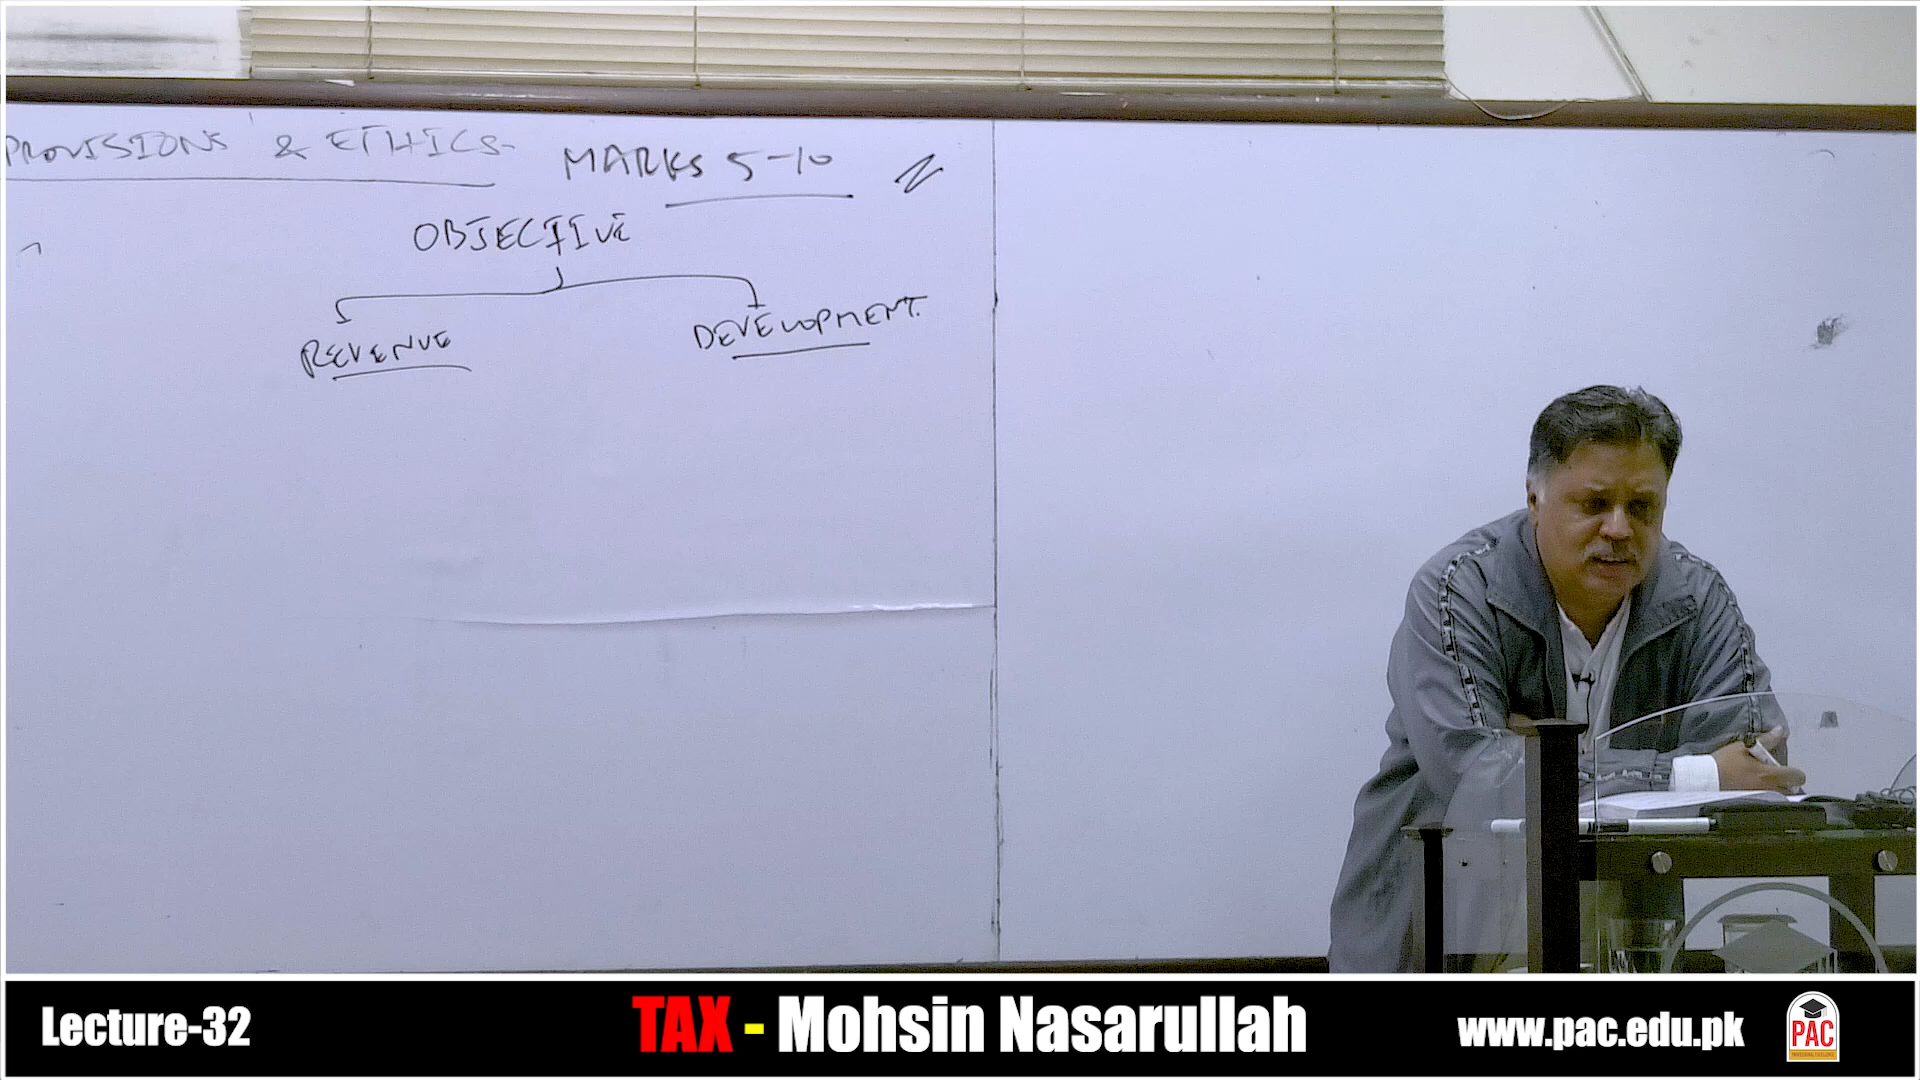 PROVISIONS & ETHICS- MARKS 5-10
OBJECTIVE
REVENUE DEVELOPMENT.
Lecture-32 TAX - Mohsin Nasarullah www.pac.edu.pk PAC